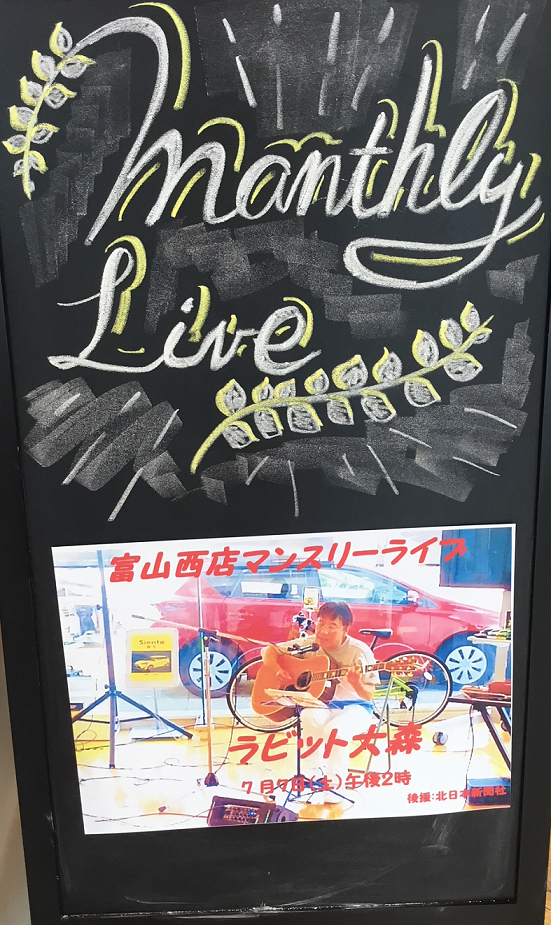 Monthly
Live
富山西店マンスリーライブ
Sienta
ラビット大森
7月7日(土)午後2時
後援:北日本新聞社